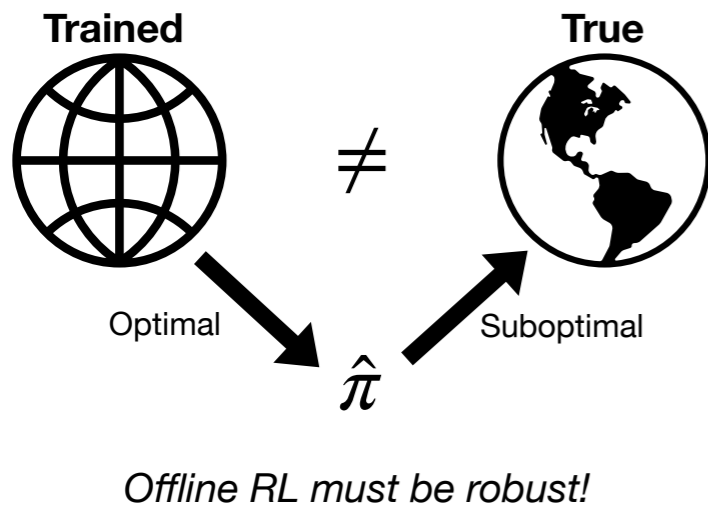 Trained True
≠
Optimal Suboptimal
π̂
Offline RL must be robust!